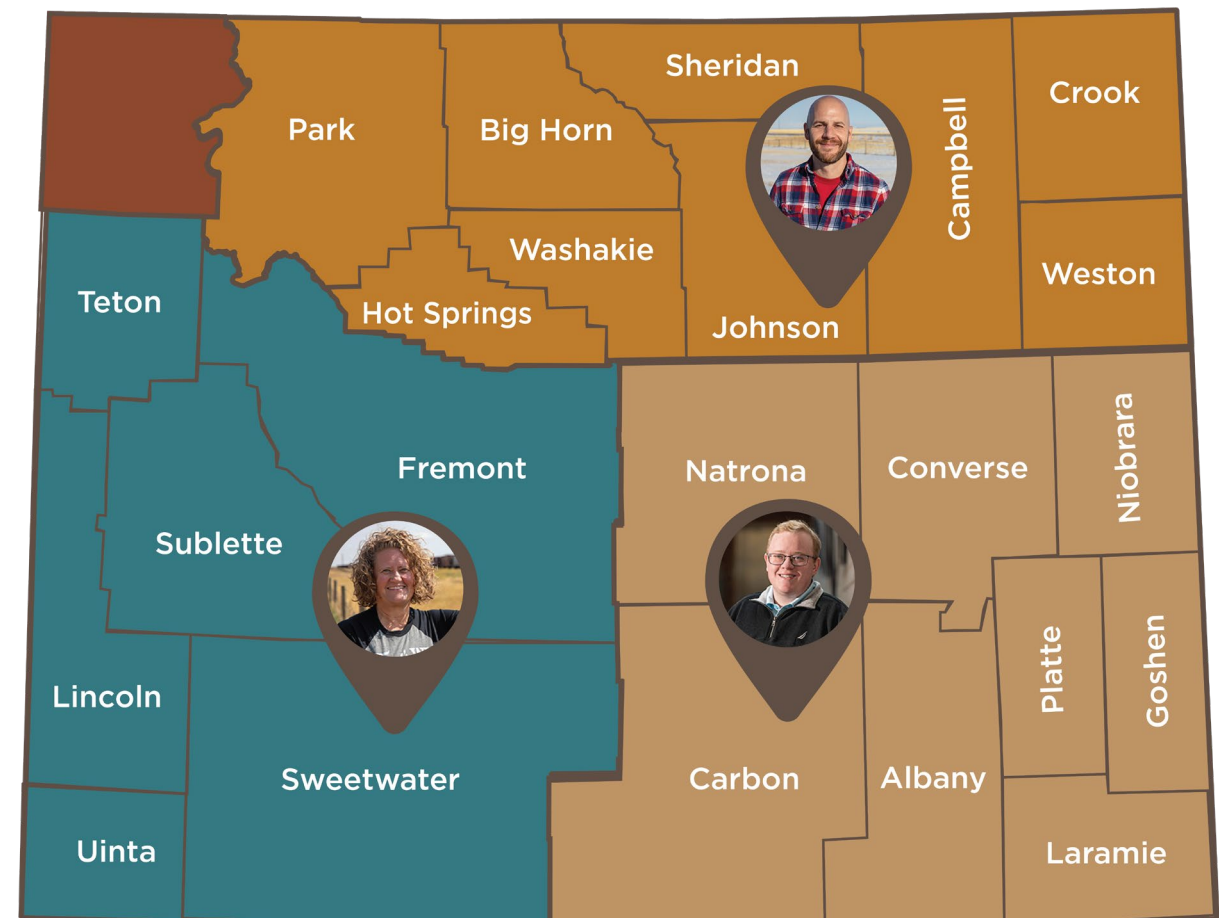 Sheridan
Crook
Park
Big Horn
Campbell
Washakie
Weston
Teton
Hot Springs
Johnson
Fremont
Natrona
Converse
Niobrara
Sublette
Platte
Goshen
Lincoln
Sweetwater
Carbon
Albany
Uinta
Laramie